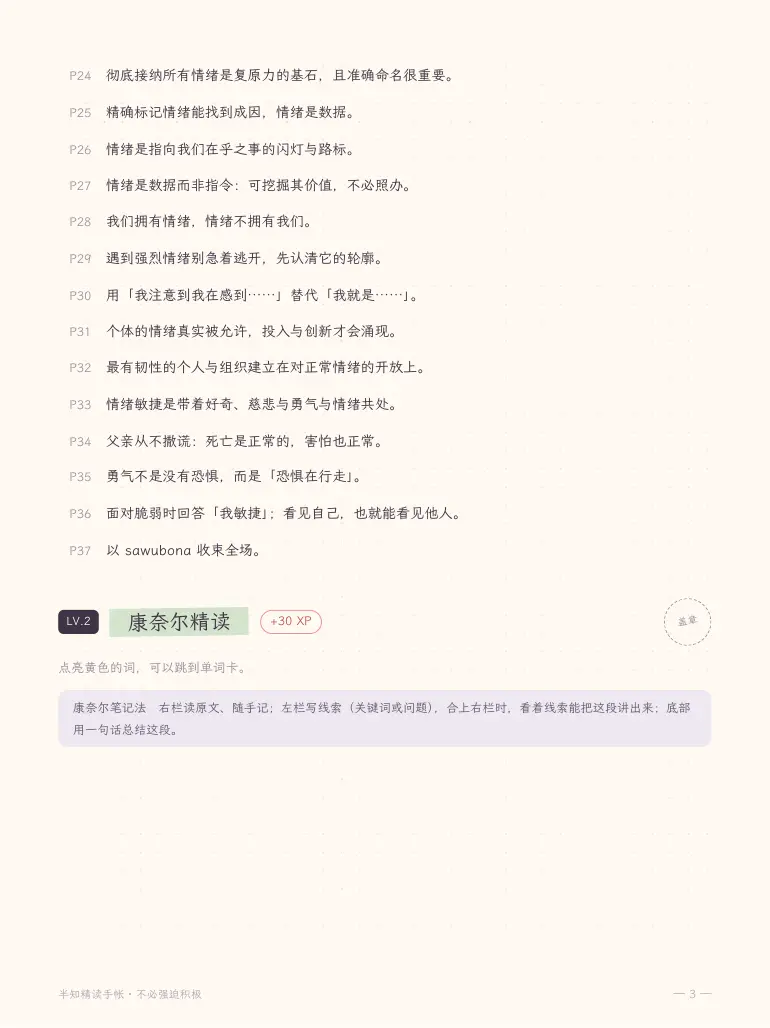 P24 彻底接纳所有情绪是复原力的基石，且准确命名很重要。
P25 精确标记情绪能找到成因，情绪是数据。
P26 情绪是指向我们在乎之事的闪灯与路标。
P27 情绪是数据而非指令：可挖掘其价值，不必照办。
P28 我们拥有情绪，情绪不拥有我们。
P29 遇到强烈情绪别急着逃开，先认清它的轮廓。
P30 用「我注意到我在感到……」替代「我就是……」。
P31 个体的情绪真实被允许，投入与创新才会涌现。
P32 最有韧性的个人与组织建立在对正常情绪的开放上。
P33 情绪敏捷是带着好奇、慈悲与勇气与情绪共处。
P34 父亲从不撒谎：死亡是正常的，害怕也正常。
P35 勇气不是没有恐惧，而是「恐惧在行走」。
P36 面对脆弱时回答「我敏捷」；看见自己，也就能看见他人。
P37 以 sawubona 收束全场。
LV.2 康奈尔精读 +30 XP 盖章
点亮黄色的词，可以跳到单词卡。
康奈尔笔记法 右栏读原文、随手记；左栏写线索（关键词或问题），合上右栏时，看着线索能把这段讲出来；底部
用一句话总结这段。
半知精读手帐·不必强迫积极 — 3 —